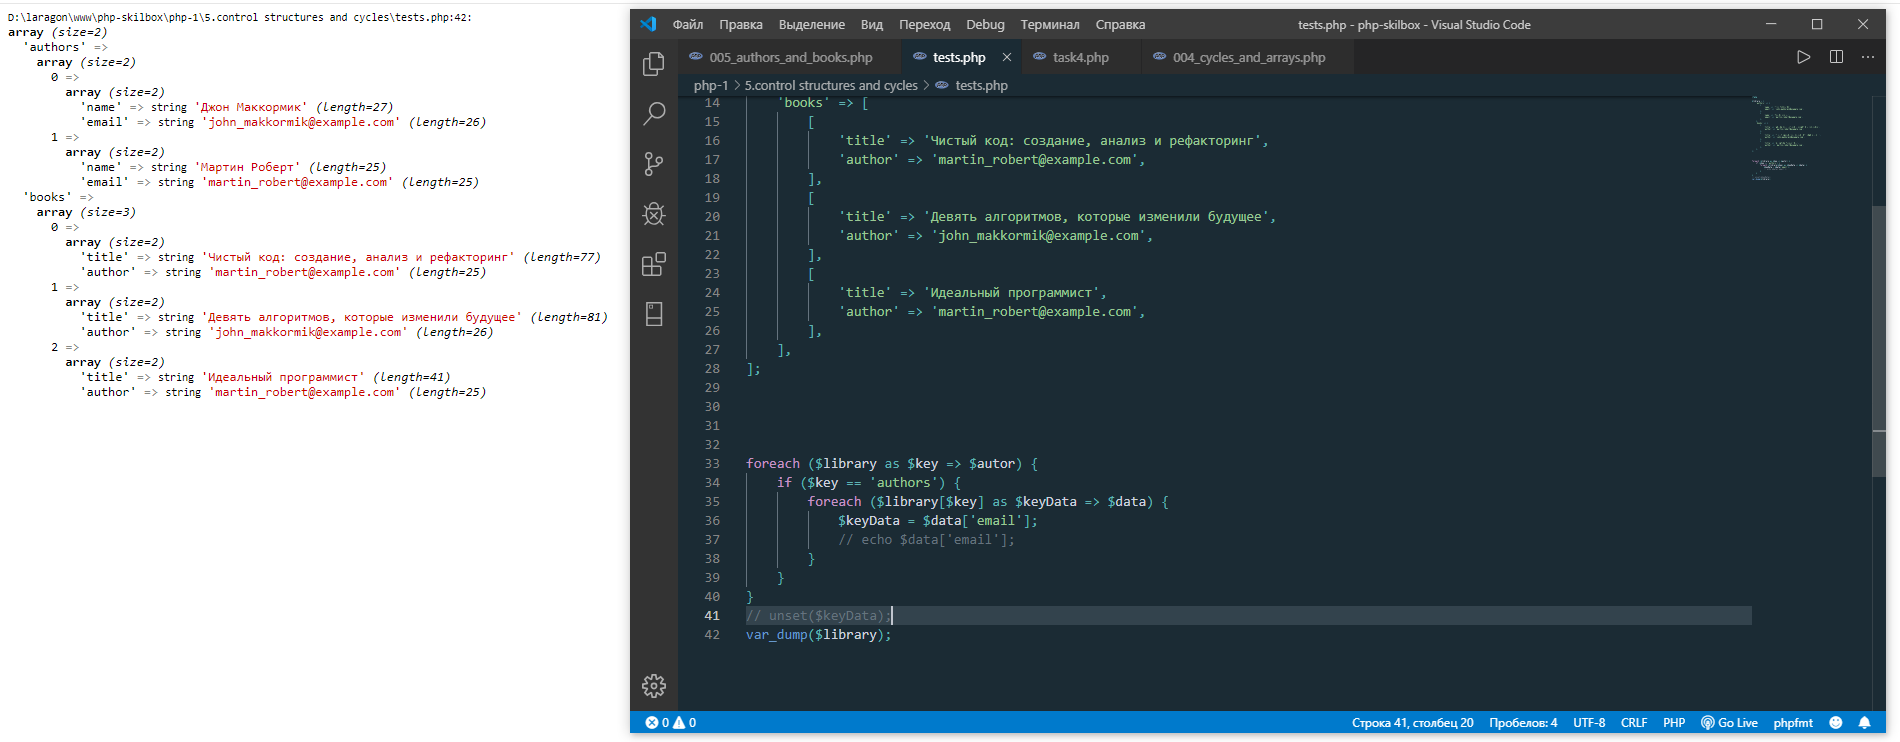 D:\laragon\www\php-skilbox\php-1\5.control structures and cycles\tests.php:42:
array (size=2)
'authors' =>
array (size=2)
0 =>
array (size=2)
'name' => string 'Джон Маккормик' (length=27)
'email' => string 'john_makkormik@example.com' (length=26)
1 =>
array (size=2)
'name' => string 'Мартин Роберт' (length=25)
'email' => string 'martin_robert@example.com' (length=25)
'books' =>
array (size=3)
0 =>
array (size=2)
'title' => string 'Чистый код: создание, анализ и рефакторинг' (length=77)
'author' => string 'martin_robert@example.com' (length=25)
1 =>
array (size=2)
'title' => string 'Девять алгоритмов, которые изменили будущее' (length=81)
'author' => string 'john_makkormik@example.com' (length=26)
2 =>
array (size=2)
'title' => string 'Идеальный программист' (length=41)
'author' => string 'martin_robert@example.com' (length=25)
Файл Правка Выделение Вид Переход Debug Терминал Справка tests.php - php-skilbox - Visual Studio Code
005_authors_and_books.php tests.php task4.php 004_cycles_and_arrays.php
php-1 > 5.control structures and cycles > tests.php
14 'books' => [
15 [
16 'title' => 'Чистый код: создание, анализ и рефакторинг',
17 'author' => 'martin_robert@example.com',
18 ],
19 [
20 'title' => 'Девять алгоритмов, которые изменили будущее',
21 'author' => 'john_makkormik@example.com',
22 ],
23 [
24 'title' => 'Идеальный программист',
25 'author' => 'martin_robert@example.com',
26 ],
27 ],
28 ];
29
30
31
32
33 foreach ($library as $key => $autor) {
34 if ($key == 'authors') {
35 foreach ($library[$key] as $keyData => $data) {
36 $keyData = $data['email'];
37 // echo $data['email'];
38 }
39 }
40 }
41 // unset($keyData);
42 var_dump($library);
0 0 Строка 41, столбец 20 Пробелов: 4 UTF-8 CRLF PHP Go Live phpfmt